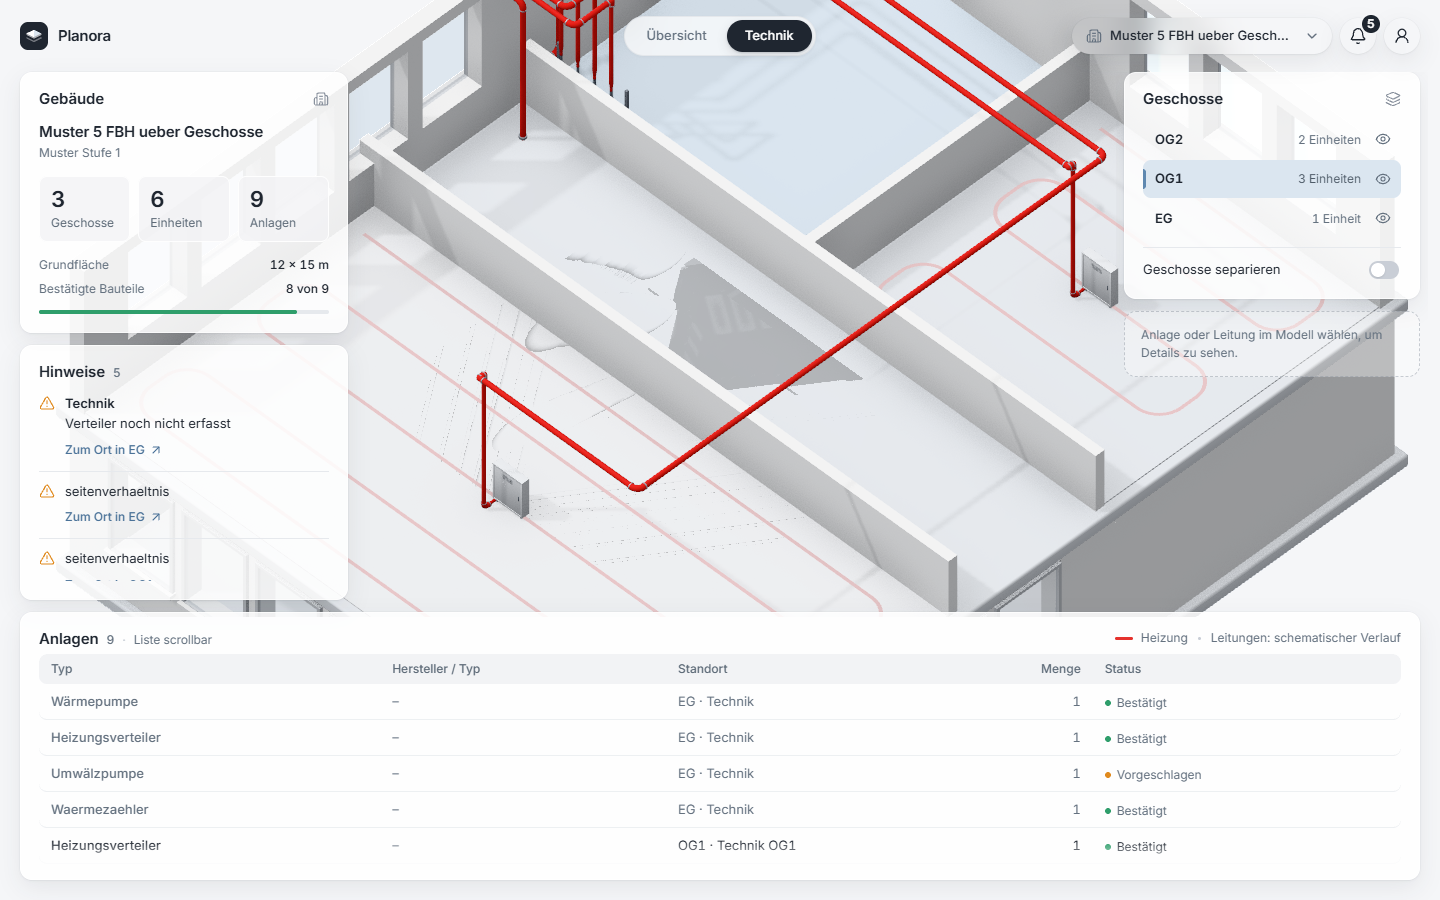 Planora
Übersicht
Technik
Muster 5 FBH ueber Gesch...
5
Gebäude
Muster 5 FBH ueber Geschosse
Muster Stufe 1
3
Geschosse
6
Einheiten
9
Anlagen
Grundfläche
12 × 15 m
Bestätigte Bauteile
8 von 9
Hinweise 5
Technik
Verteiler noch nicht erfasst
Zum Ort in EG
seitenverhaeltnis
Zum Ort in EG
seitenverhaeltnis
Geschosse
OG2 2 Einheiten
OG1 3 Einheiten
EG 1 Einheit
Geschosse separieren
Anlage oder Leitung im Modell wählen, um
Details zu sehen.
Anlagen 9 · Liste scrollbar
Heizung • Leitungen: schematischer Verlauf
Typ Hersteller / Typ Standort Menge Status
Wärmepumpe – EG · Technik 1 Bestätigt
Heizungsverteiler – EG · Technik 1 Bestätigt
Umwälzpumpe – EG · Technik 1 Vorgeschlagen
Waermezaehler – EG · Technik 1 Bestätigt
Heizungsverteiler – OG1 · Technik OG1 1 Bestätigt